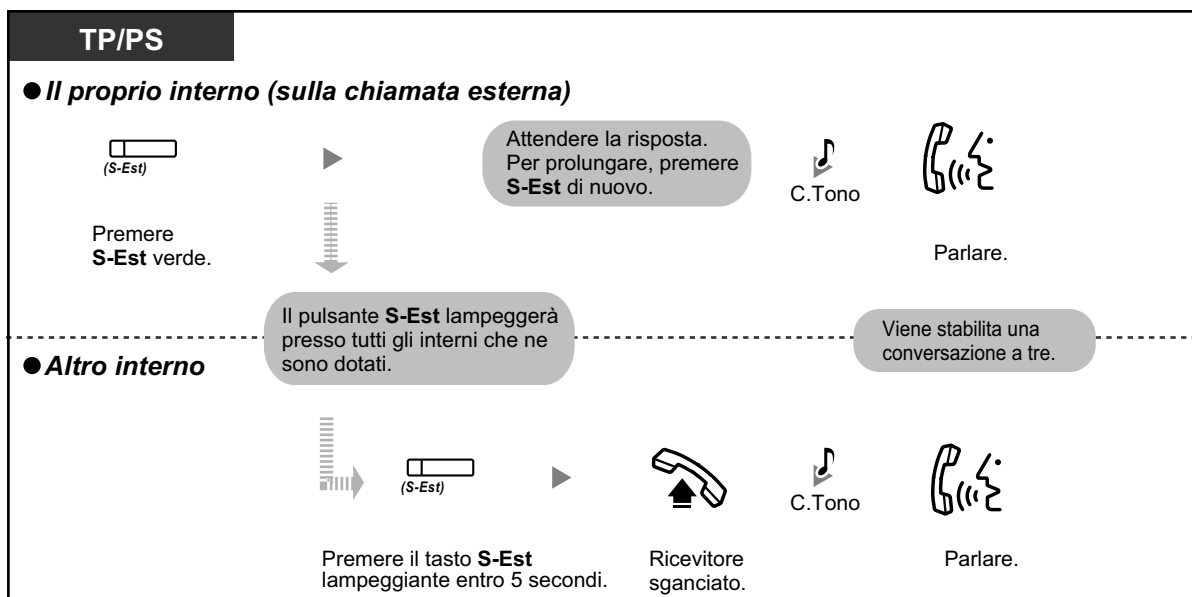 TP/PS
● Il proprio interno (sulla chiamata esterna)
(S-Est)
Premere
S-Est verde.
Attendere la risposta.
Per prolungare, premere
S-Est di nuovo.
C.Tono
Parlare.
Il pulsante S-Est lampeggerà
presso tutti gli interni che ne
sono dotati.
Viene stabilita una
conversazione a tre.
● Altro interno
(S-Est)
Premere il tasto S-Est
lampeggiante entro 5 secondi.
Ricevitore
sganciato.
C.Tono
Parlare.